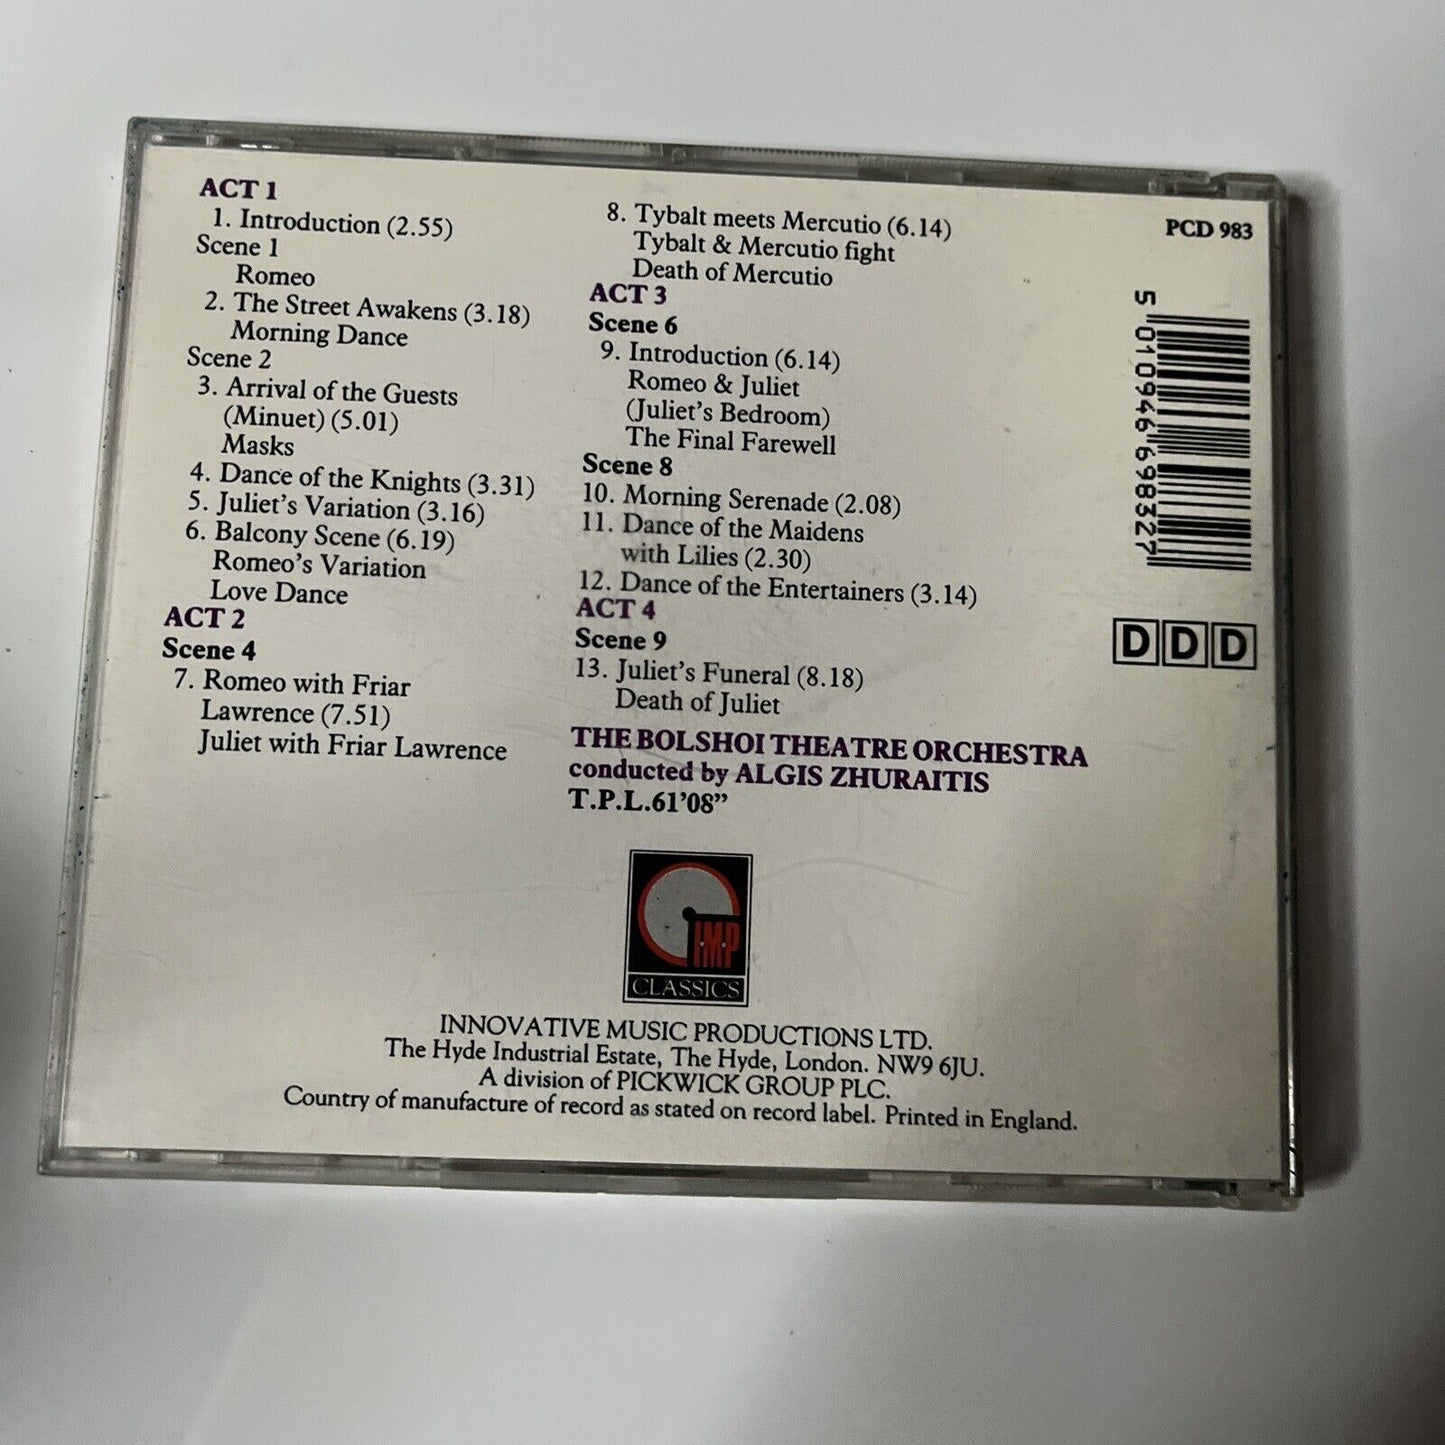 ACT 1
1. Introduction (2.55)
Scene 1
Romeo
2. The Street Awakens (3.18)
Morning Dance
Scene 2
3. Arrival of the Guests
(Minuet) (5.01)
Masks
4. Dance of the Knights (3.31)
5. Juliet's Variation (3.16)
6. Balcony Scene (6.19)
Romeo's Variation
Love Dance
ACT 2
Scene 4
7. Romeo with Friar
Lawrence (7.51)
Juliet with Friar Lawrence
8. Tybalt meets Mercutio (6.14)
Tybalt & Mercutio fight
Death of Mercutio
ACT 3
Scene 6
9. Introduction (6.14)
Romeo & Juliet
(Juliet's Bedroom)
The Final Farewell
Scene 8
10. Morning Serenade (2.08)
11. Dance of the Maidens
with Lilies (2.30)
12. Dance of the Entertainers (3.14)
ACT 4
Scene 9
13. Juliet's Funeral (8.18)
Death of Juliet
THE BOLSHOI THEATRE ORCHESTRA
conducted by ALGIS ZHURAITIS
T.P.L.61'08”
PCD 983
5 010946 698327
DDD
I·M·P
CLASSICS
INNOVATIVE MUSIC PRODUCTIONS LTD.
The Hyde Industrial Estate, The Hyde, London. NW9 6JU.
A division of PICKWICK GROUP PLC.
Country of manufacture of record as stated on record label. Printed in England.